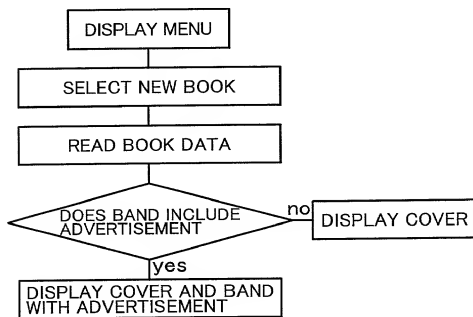 DISPLAY MENU
SELECT NEW BOOK
READ BOOK DATA
DOES BAND INCLUDE
ADVERTISEMENT
no
DISPLAY COVER
yes
DISPLAY COVER AND BAND
WITH ADVERTISEMENT